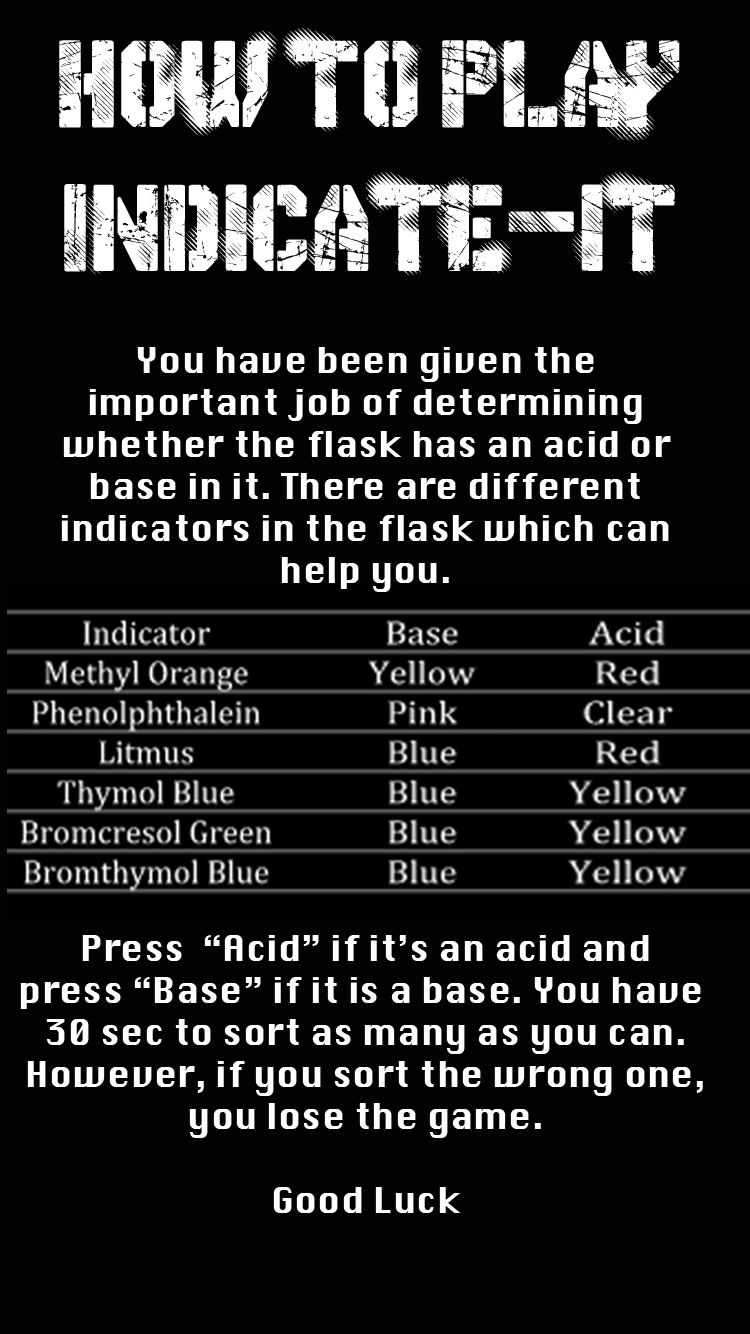 HOW TO PLAY
INDICATE-IT
You have been given the
important job of determining
whether the flask has an acid or
base in it. There are different
indicators in the flask which can
help you.
Indicator Base Acid
Methyl Orange Yellow Red
Phenolphthalein Pink Clear
Litmus Blue Red
Thymol Blue Blue Yellow
Bromcresol Green Blue Yellow
Bromthymol Blue Blue Yellow
Press “Acid” if it’s an acid and
press “Base” if it is a base. You have
30 sec to sort as many as you can.
However, if you sort the wrong one,
you lose the game.
Good Luck